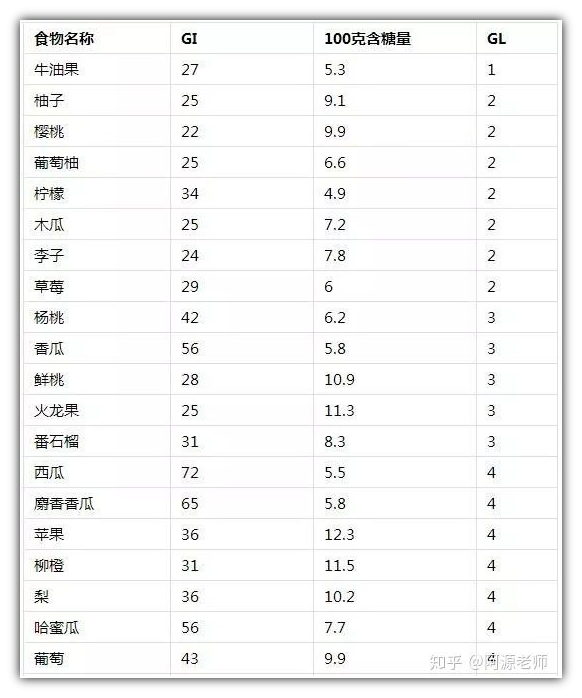 食物名称 GI 100克含糖量 GL
牛油果 27 5.3 1
柚子 25 9.1 2
樱桃 22 9.9 2
葡萄柚 25 6.6 2
柠檬 34 4.9 2
木瓜 25 7.2 2
李子 24 7.8 2
草莓 29 6 2
杨桃 42 6.2 3
香瓜 56 5.8 3
鲜桃 28 10.9 3
火龙果 25 11.3 3
番石榴 31 8.3 3
西瓜 72 5.5 4
麝香香瓜 65 5.8 4
苹果 36 12.3 4
柳橙 31 11.5 4
梨 36 10.2 4
哈蜜瓜 56 7.7 4
葡萄 43 9.9 4
知乎 @阿源老师